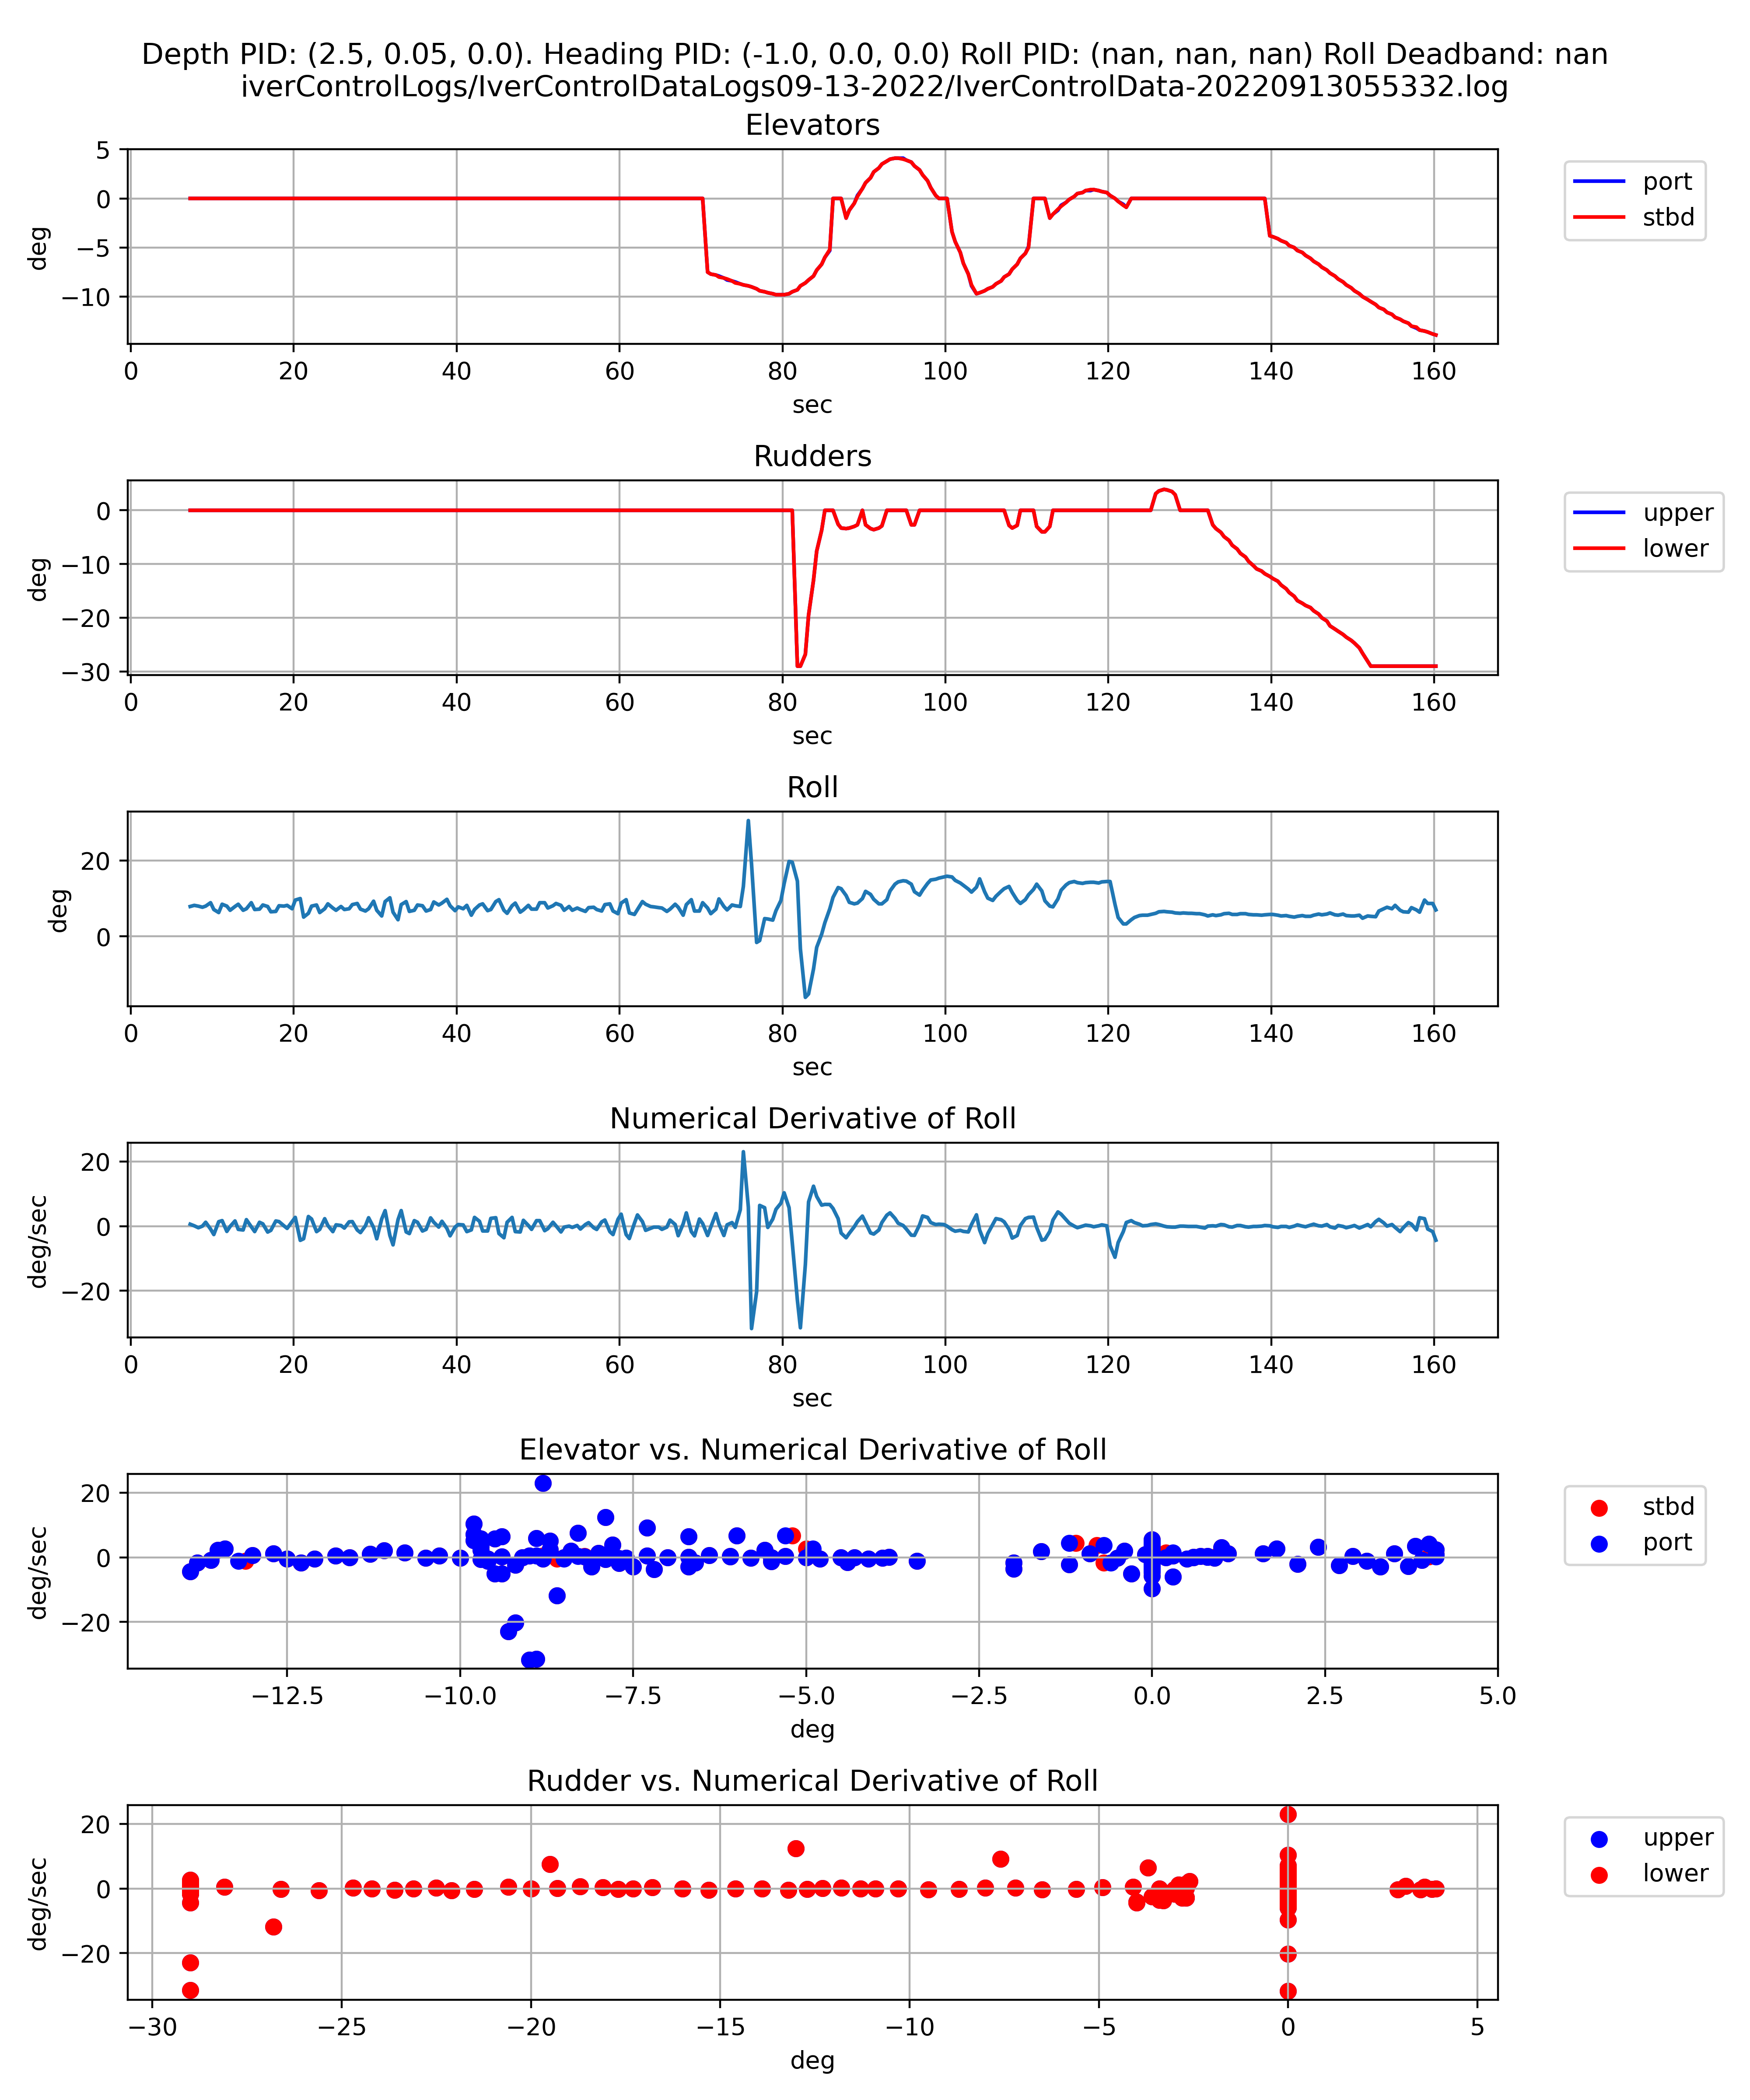 Depth PID: (2.5, 0.05, 0.0). Heading PID: (-1.0, 0.0, 0.0) Roll PID: (nan, nan, nan) Roll Deadband: nan
iverControlLogs/IverControlDataLogs09-13-2022/IverControlData-20220913055332.log
Elevators
5
0
−5
−10
deg
0 20 40 60 80 100 120 140 160
sec
port
stbd
Rudders
0
−10
−20
−30
deg
0 20 40 60 80 100 120 140 160
sec
upper
lower
Roll
20
0
deg
0 20 40 60 80 100 120 140 160
sec
Numerical Derivative of Roll
20
0
−20
deg/sec
0 20 40 60 80 100 120 140 160
sec
Elevator vs. Numerical Derivative of Roll
20
0
−20
deg/sec
−12.5 −10.0 −7.5 −5.0 −2.5 0.0 2.5 5.0
deg
stbd
port
Rudder vs. Numerical Derivative of Roll
20
0
−20
deg/sec
−30 −25 −20 −15 −10 −5 0 5
deg
upper
lower